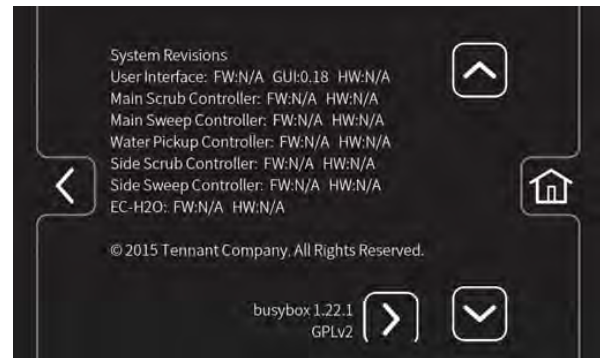 System Revisions
User Interface: FW:N/A GUI:0.18 HW:N/A
Main Scrub Controller: FW:N/A HW:N/A
Main Sweep Controller: FW:N/A HW:N/A
Water Pickup Controller: FW:N/A HW:N/A
Side Scrub Controller: FW:N/A HW:N/A
Side Sweep Controller: FW:N/A HW:N/A
EC-H2O: FW:N/A HW:N/A
© 2015 Tennant Company. All Rights Reserved.
busybox 1.22.1
GPLv2